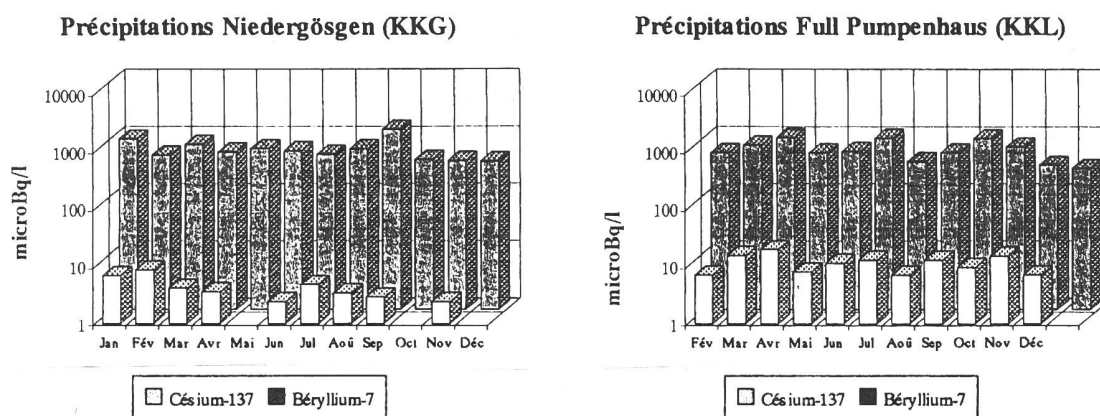 Précipitations Niedergösgen (KKG)
10000
1000
100
10
1
microBq/l
Jan Fév Mar Avr Mai Jun Jul Aoû Sep Oct Nov Déc
Césium-137 Béryllium-7
Précipitations Full Pumpenhaus (KKL)
10000
1000
100
10
1
microBq/l
Fév Mar Avr Mai Jun Jul Aoû Sep Oct Nov Déc
Césium-137 Béryllium-7